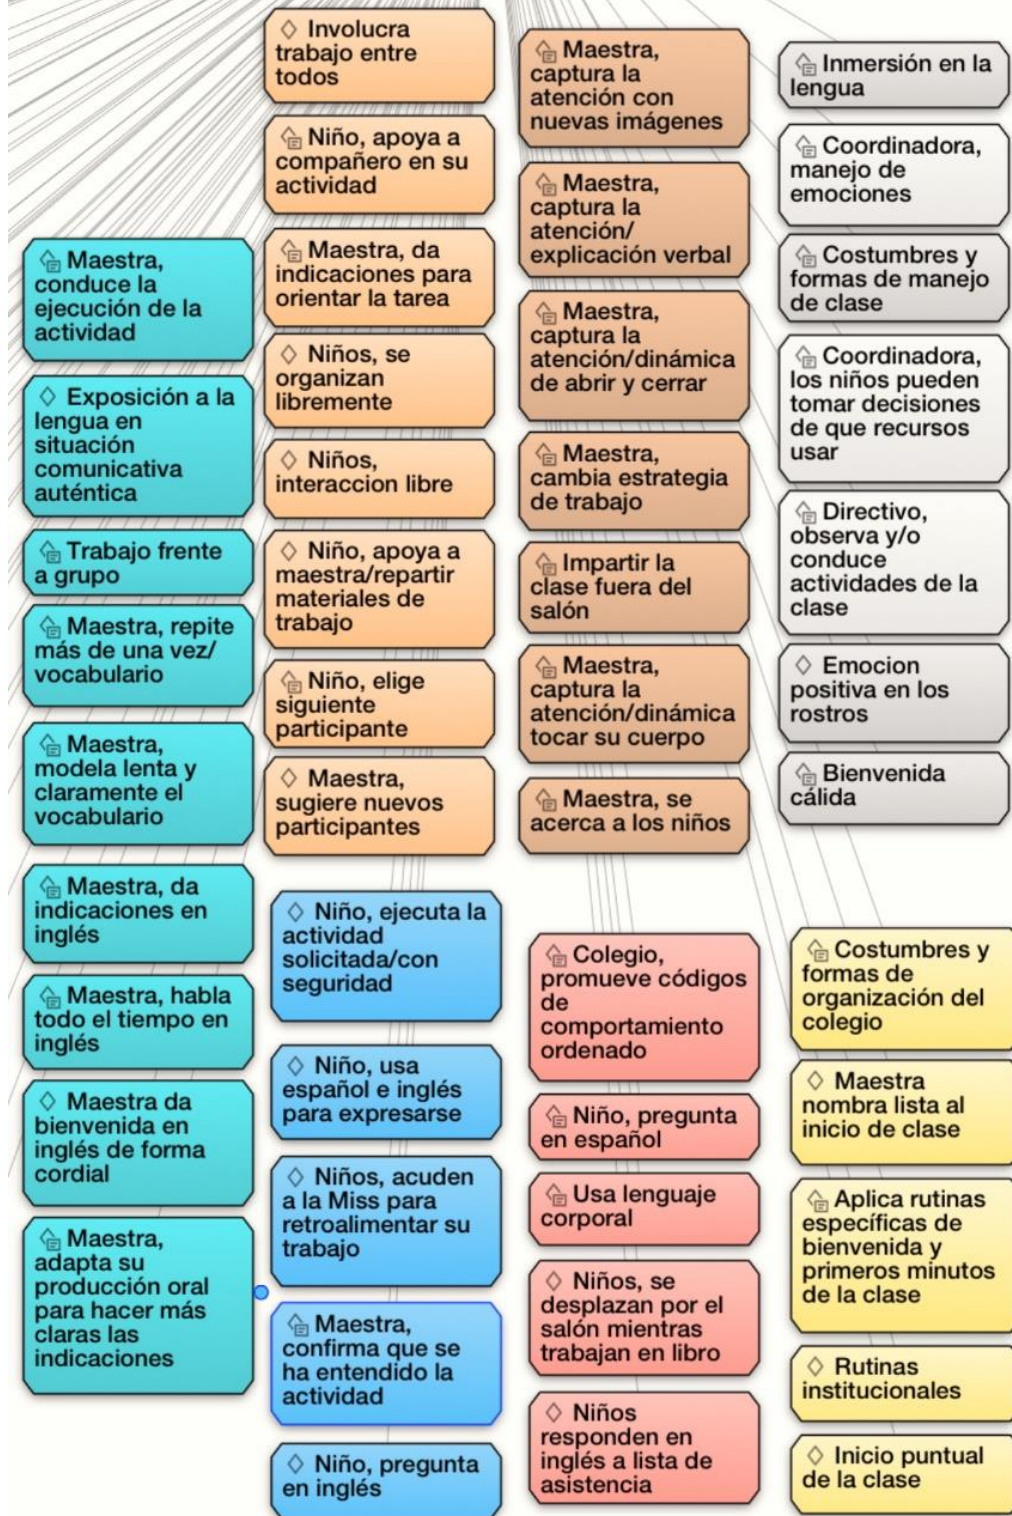 Involucra
trabajo entre
todos
Niño, apoya a
compañero en su
actividad
Maestra, da
indicaciones para
orientar la tarea
Niños, se
organizan
libremente
Niños,
interaccion libre
Niño, apoya a
maestra/repartir
materiales de
trabajo
Niño, elige
siguiente
participante
Maestra,
sugiere nuevos
participantes
Maestra,
captura la
atención con
nuevas imágenes
Maestra,
captura la
atención/
explicación verbal
Maestra,
captura la
atención/dinámica
de abrir y cerrar
Maestra,
cambia estrategia
de trabajo
Impartir la
clase fuera del
salón
Maestra,
captura la
atención/dinámica
tocar su cuerpo
Maestra, se
acerca a los niños
Inmersión en la
lengua
Coordinadora,
manejo de
emociones
Costumbres y
formas de manejo
de clase
Coordinadora,
los niños pueden
tomar decisiones
de que recursos
usar
Directivo,
observa y/o
conduce
actividades de la
clase
Emocion
positiva en los
rostros
Bienvenida
cálida
Maestra,
conduce la
ejecución de la
actividad
Exposición a la
lengua en
situación
comunicativa
auténtica
Trabajo frente
a grupo
Maestra, repite
más de una vez/
vocabulario
Maestra,
modela lenta y
claramente el
vocabulario
Maestra, da
indicaciones en
inglés
Maestra, habla
todo el tiempo en
inglés
Maestra da
bienvenida en
inglés de forma
cordial
Maestra,
adapta su
producción oral
para hacer más
claras las
indicaciones
Niño, ejecuta la
actividad
solicitada/con
seguridad
Niño, usa
español e inglés
para expresarse
Niños, acuden
a la Miss para
retroalimentar su
trabajo
Maestra,
confirma que se
ha entendido la
actividad
Niño, pregunta
en inglés
Colegio,
promueve códigos
de
comportamiento
ordenado
Niño, pregunta
en español
Usa lenguaje
corporal
Niños, se
desplazan por el
salón mientras
trabajan en libro
Niños
responden en
inglés a lista de
asistencia
Costumbres y
formas de
organización del
colegio
Maestra
nombra lista al
inicio de clase
Aplica rutinas
específicas de
bienvenida y
primeros minutos
de la clase
Rutinas
institucionales
Inicio puntual
de la clase